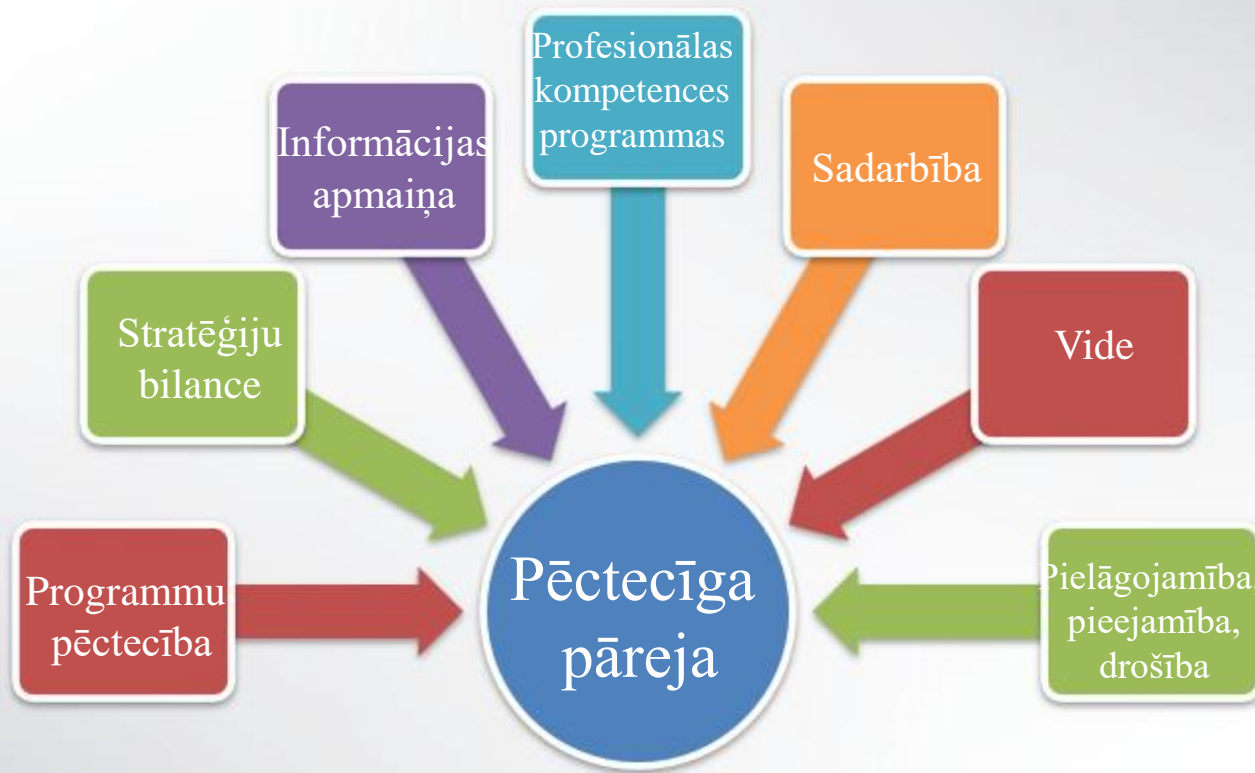 Profesionālas
kompetences
programmas
Informācijas
apmaiņa
Sadarbība
Stratēģiju
bilance
Vide
Programmu
pēctecība
Pēctecīga
pāreja
Pielāgojamība,
pieejamība,
drošība